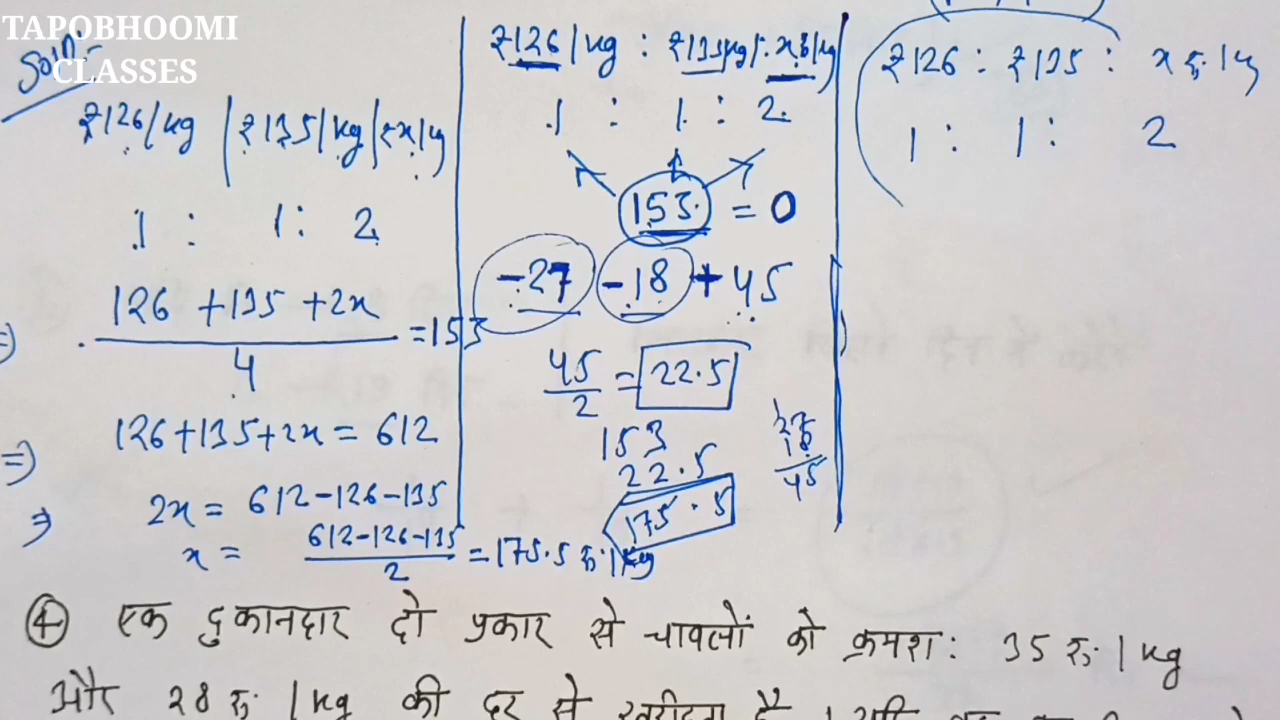 TAPOBHOOMI
CLASSES
Soln:-
₹126/kg | ₹135/kg | ₹x/kg
1 : 1 : 2
⇒ 126 + 135 + 2x
4
= 153
⇒ 126+135+2x = 612
⇒ 2x = 612-126-135
x = 612-126-135
2
= 175.5 रु./kg
₹126/kg : ₹135/kg : x रु/kg
1 : 1 : 2
153 = 0
-27 -18 + 45
45
2
= 22.5
153
22.5
175.5
27
18
45
₹126 : ₹135 : x रु./kg
1 : 1 : 2
④ एक दुकानदार दो प्रकार से चावलों को क्रमश: 35 रु./kg
और 28 रु./kg की दर से खरीदता है